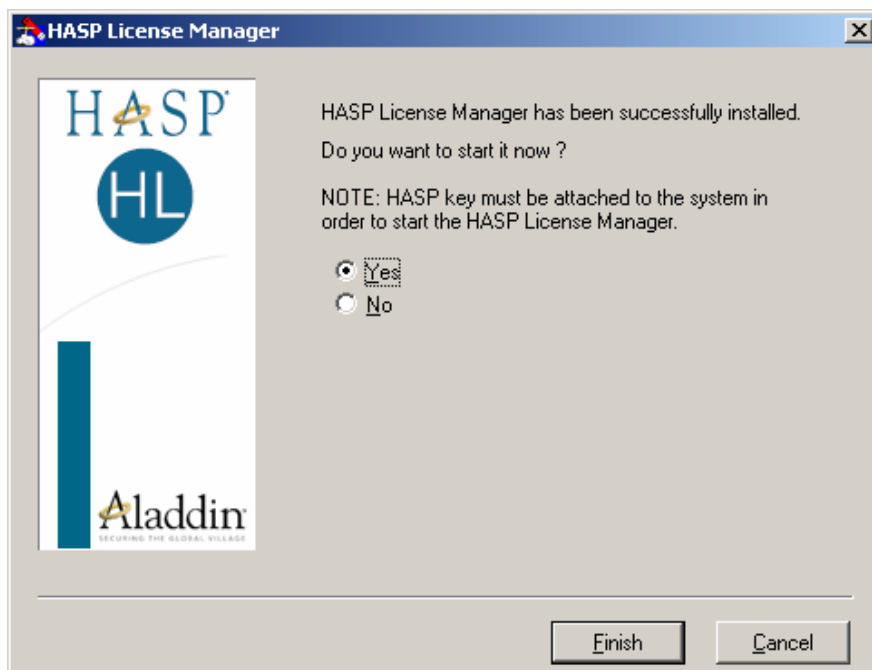 HASP License Manager
HASP
HL
Aladdin
SECURING THE GLOBAL VILLAGE
HASP License Manager has been successfully installed.
Do you want to start it now ?
NOTE: HASP key must be attached to the system in
order to start the HASP License Manager.
Yes
No
Finish
Cancel